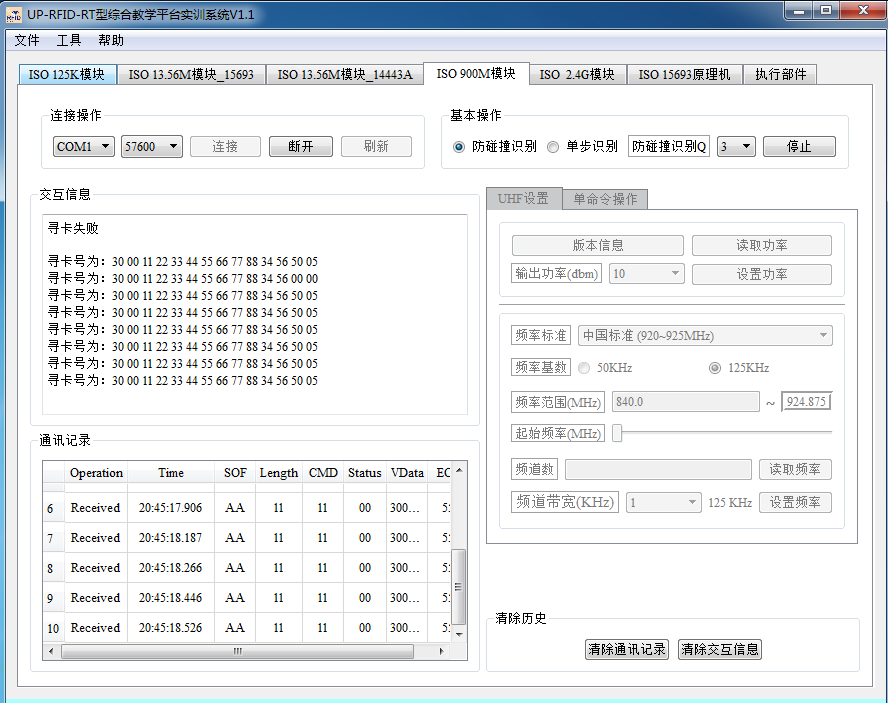 UP-RFID-RT型综合教学平台实训系统V1.1
文件 工具 帮助
ISO 125K模块 ISO 13.56M模块_15693 ISO 13.56M模块_14443A ISO 900M模块 ISO 2.4G模块 ISO 15693原理机 执行部件
连接操作
COM1 57600 连接 断开 刷新
基本操作
防碰撞识别 单步识别 防碰撞识别Q 3 停止
交互信息
寻卡失败
寻卡号为：30 00 11 22 33 44 55 66 77 88 34 56 50 05
寻卡号为：30 00 11 22 33 44 55 66 77 88 34 56 00 00
寻卡号为：30 00 11 22 33 44 55 66 77 88 34 56 50 05
寻卡号为：30 00 11 22 33 44 55 66 77 88 34 56 50 05
寻卡号为：30 00 11 22 33 44 55 66 77 88 34 56 50 05
寻卡号为：30 00 11 22 33 44 55 66 77 88 34 56 50 05
寻卡号为：30 00 11 22 33 44 55 66 77 88 34 56 50 05
寻卡号为：30 00 11 22 33 44 55 66 77 88 34 56 50 05
UHF设置 单命令操作
版本信息 读取功率
输出功率(dbm) 10 设置功率
频率标准 中国标准 (920~925MHz)
频率基数 50KHz 125KHz
频率范围(MHz) 840.0 ~ 924.875
起始频率(MHz)
频道数 读取频率
频道带宽(KHz) 1 125 KHz 设置频率
通讯记录
Operation Time SOF Length CMD Status VData EC
6 Received 20:45:17.906 AA 11 11 00 300...
7 Received 20:45:18.187 AA 11 11 00 300...
8 Received 20:45:18.266 AA 11 11 00 300...
9 Received 20:45:18.446 AA 11 11 00 300...
10 Received 20:45:18.526 AA 11 11 00 300...
清除历史
清除通讯记录 清除交互信息